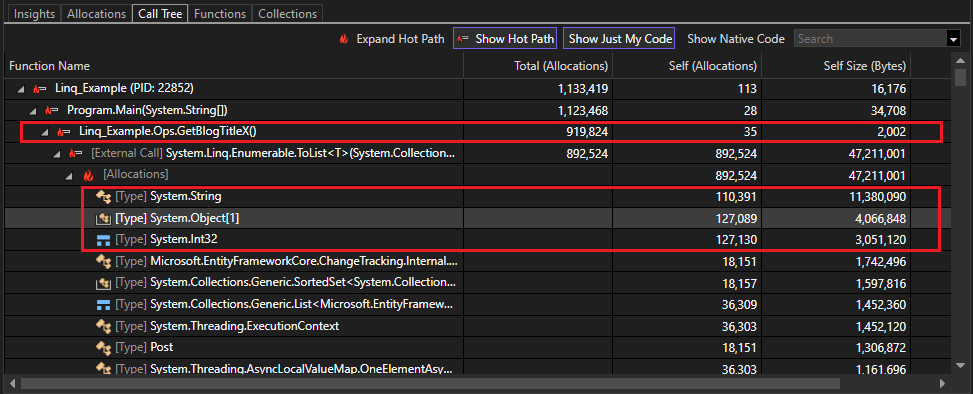 Insights Allocations Call Tree Functions Collections
Expand Hot Path Show Hot Path Show Just My Code Show Native Code Search
Function Name Total (Allocations) Self (Allocations) Self Size (Bytes)
Linq_Example (PID: 22852) 1,133,419 113 16,176
Program.Main(System.String[]) 1,123,468 28 34,708
Linq_Example.Ops.GetBlogTitleX() 919,824 35 2,002
[External Call] System.Linq.Enumerable.ToList<T>(System.Collection... 892,524 892,524 47,211,001
[Allocations] 892,524 47,211,001
[Type] System.String 110,391 11,380,090
[Type] System.Object[1] 127,089 4,066,848
[Type] System.Int32 127,130 3,051,120
[Type] Microsoft.EntityFrameworkCore.ChangeTracking.Internal.... 18,151 1,742,496
[Type] System.Collections.Generic.SortedSet<System.Collection... 18,157 1,597,816
[Type] System.Collections.Generic.List<Microsoft.EntityFramew... 36,309 1,452,360
[Type] System.Threading.ExecutionContext 36,303 1,452,120
[Type] Post 18,151 1,306,872
[Type] System.Threading.AsyncLocalValueMap.OneElementAsy... 36,303 1,161,696